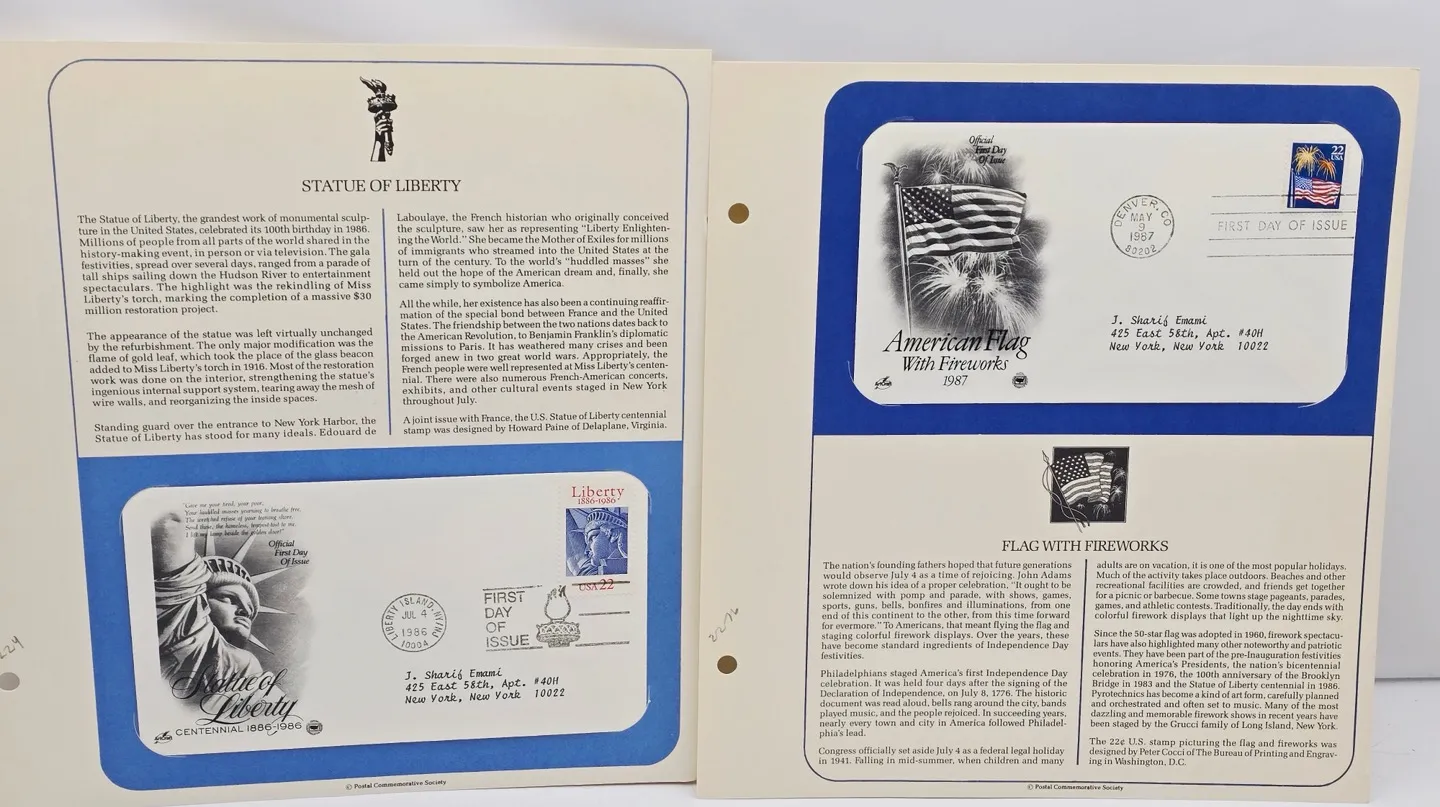 STATUE OF LIBERTY
The Statue of Liberty, the grandest work of monumental sculp-
ture in the United States, celebrated its 100th birthday in 1986.
Millions of people from all parts of the world shared in the
history-making event, in person or via television. The gala
festivities, spread over several days, ranged from a parade of
tall ships sailing down the Hudson River to entertainment
spectaculars. The highlight was the rekindling of Miss
Liberty's torch, marking the completion of a massive $30
million restoration project.
The appearance of the statue was left virtually unchanged
by the refurbishment. The only major modification was the
flame of gold leaf, which took the place of the glass beacon
added to Miss Liberty's torch in 1916. Most of the restoration
work was done on the interior, strengthening the statue's
ingenious internal support system, tearing away the mesh of
wire walls, and reorganizing the inside spaces.
Standing guard over the entrance to New York Harbor, the
Statue of Liberty has stood for many ideals. Edouard de
Laboulaye, the French historian who originally conceived
the sculpture, saw her as representing "Liberty Enlighten-
ing the World." She became the Mother of Exiles for millions
of immigrants who streamed into the United States at the
turn of the century. To the world's "huddled masses" she
held out the hope of the American dream and, finally, she
came simply to symbolize America.
All the while, her existence has also been a continuing reaffir-
mation of the special bond between France and the United
States. The friendship between the two nations dates back to
the American Revolution, to Benjamin Franklin's diplomatic
missions to Paris. It has weathered many crises and been
forged anew in two great world wars. Appropriately, the
French people were well represented at Miss Liberty's centen-
nial. There were also numerous French-American concerts,
exhibits, and other cultural events staged in New York
throughout July.
A joint issue with France, the U.S. Statue of Liberty centennial
stamp was designed by Howard Paine of Delaplane, Virginia.
"Give me your tired, your poor,
Your huddled masses yearning to breathe free,
The wretched refuse of your teeming shore.
Send these, the homeless, tempest-tost to me,
I lift my lamp beside the golden door!"
Official
First Day
Of Issue
Statue of
Liberty
CENTENNIAL 1886-1986
LIBERTY ISLAND, NY/NJ
JUL 4
1986
10004
FIRST
DAY
OF
ISSUE
Liberty
1886-1986
USA 22
J. Sharif Emami
425 East 58th, Apt. #40H
New York, New York 10022
© Postal Commemorative Society
Official
First Day
Of Issue
American Flag
With Fireworks
1987
DENVER, CO
MAY
9
1987
80202
22
USA
FIRST DAY OF ISSUE
J. Sharif Emami
425 East 58th, Apt. #40H
New York, New York 10022
FLAG WITH FIREWORKS
The nation's founding fathers hoped that future generations
would observe July 4 as a time of rejoicing. John Adams
wrote down his idea of a proper celebration, "It ought to be
solemnized with pomp and parade, with shows, games,
sports, guns, bells, bonfires and illuminations, from one
end of this continent to the other, from this time forward
for evermore." To Americans, that meant flying the flag and
staging colorful firework displays. Over the years, these
have become standard ingredients of Independence Day
festivities.
Philadelphians staged America's first Independence Day
celebration. It was held four days after the signing of the
Declaration of Independence, on July 8, 1776. The historic
document was read aloud, bells rang around the city, bands
played music, and the people rejoiced. In succeeding years,
nearly every town and city in America followed Philadel-
phia's lead.
Congress officially set aside July 4 as a federal legal holiday
in 1941. Falling in mid-summer, when children and many
adults are on vacation, it is one of the most popular holidays.
Much of the activity takes place outdoors. Beaches and other
recreational facilities are crowded, and friends get together
for a picnic or barbecue. Some towns stage pageants, parades,
games, and athletic contests. Traditionally, the day ends with
colorful firework displays that light up the nighttime sky.
Since the 50-star flag was adopted in 1960, firework spectacu-
lars have also highlighted many other noteworthy and patriotic
events. They have been part of the pre-Inauguration festivities
honoring America's Presidents, the nation's bicentennial
celebration in 1976, the 100th anniversary of the Brooklyn
Bridge in 1983 and the Statue of Liberty centennial in 1986.
Pyrotechnics has become a kind of art form, carefully planned
and orchestrated and often set to music. Many of the most
dazzling and memorable firework shows in recent years have
been staged by the Grucci family of Long Island, New York.
The 22¢ U.S. stamp picturing the flag and fireworks was
designed by Peter Cocci of The Bureau of Printing and Engrav-
ing in Washington, D.C.
© Postal Commemorative Society